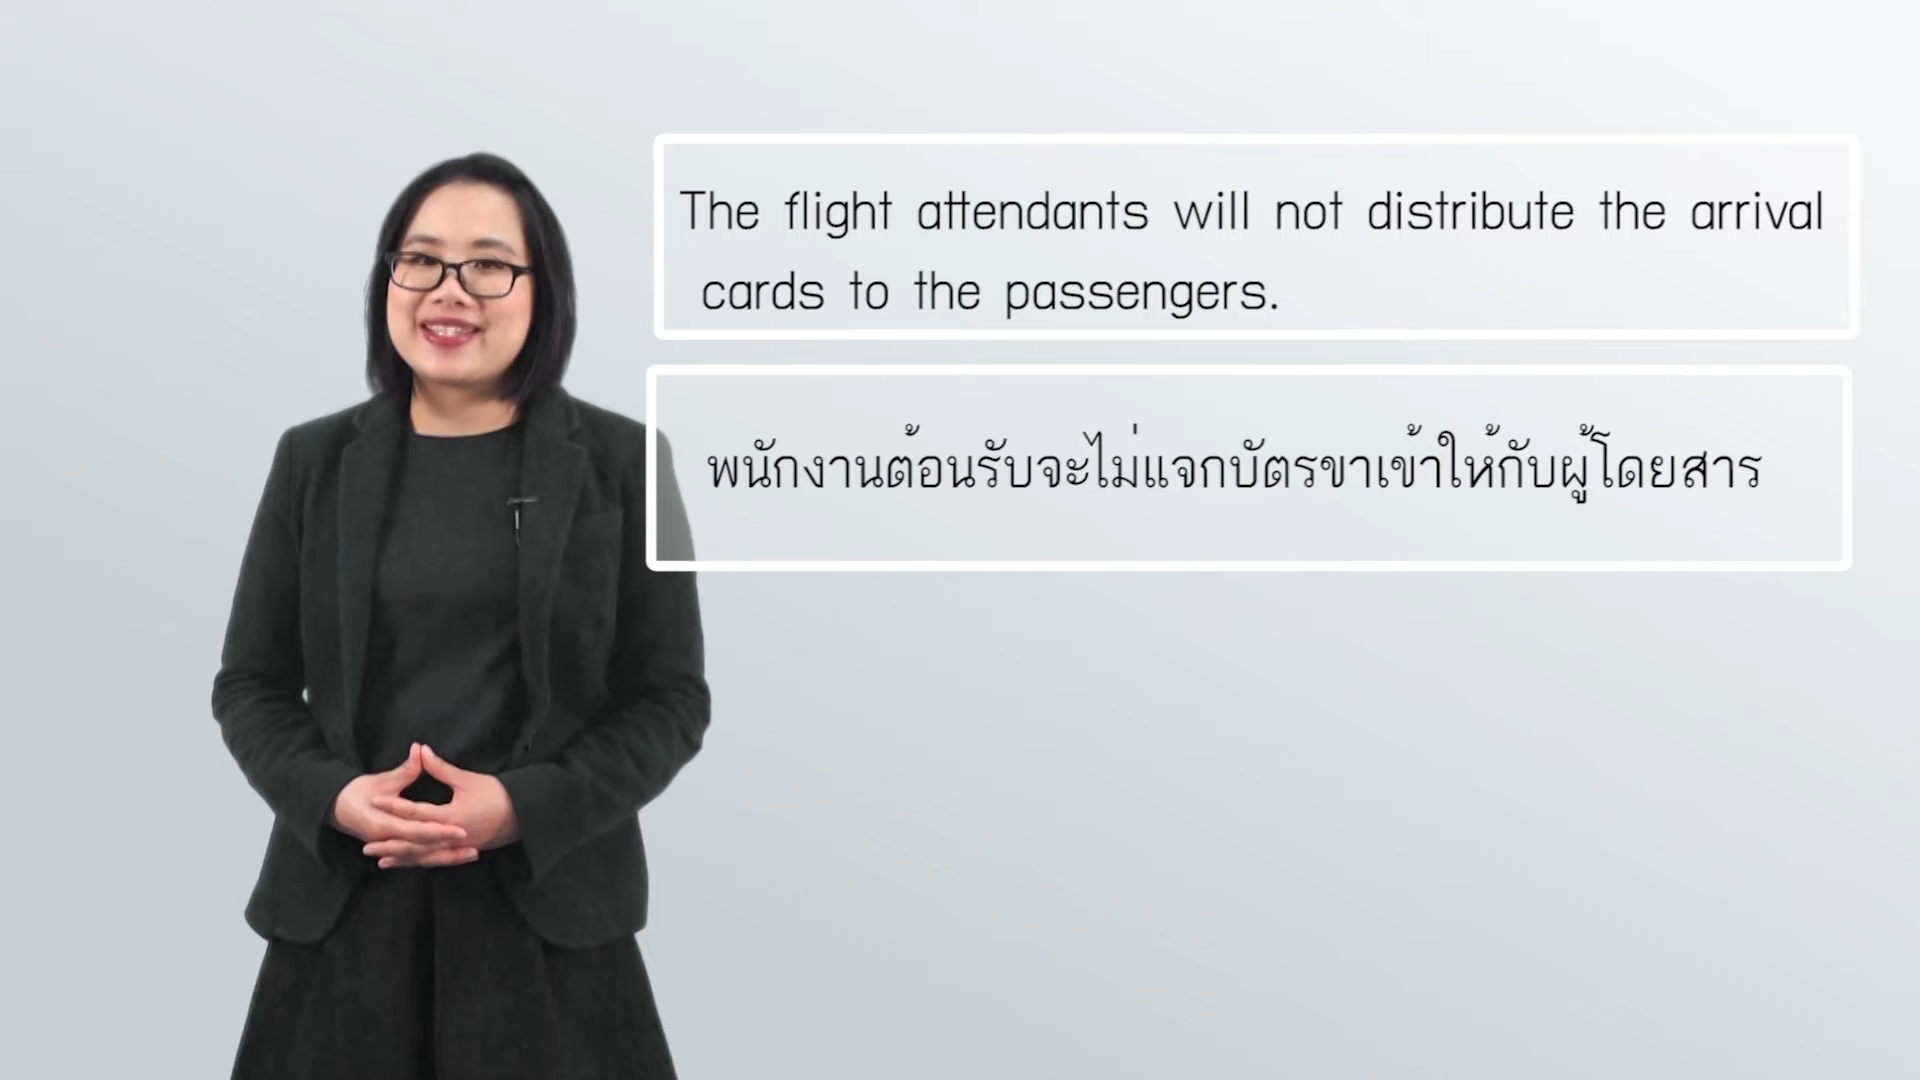 The flight attendants will not distribute the arrival
cards to the passengers.
พนักงานต้อนรับจะไม่แจกบัตรขาเข้าให้กับผู้โดยสาร